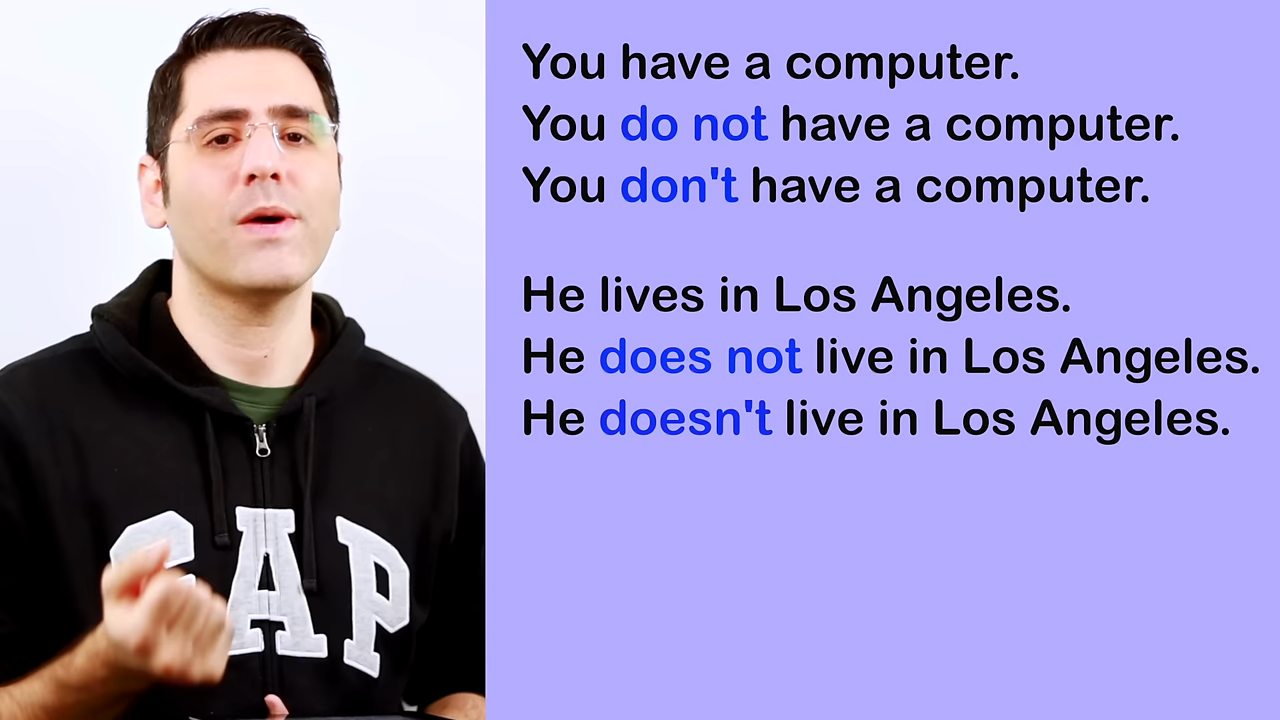 You have a computer.
You do not have a computer.
You don't have a computer.
He lives in Los Angeles.
He does not live in Los Angeles.
He doesn't live in Los Angeles.
GAP